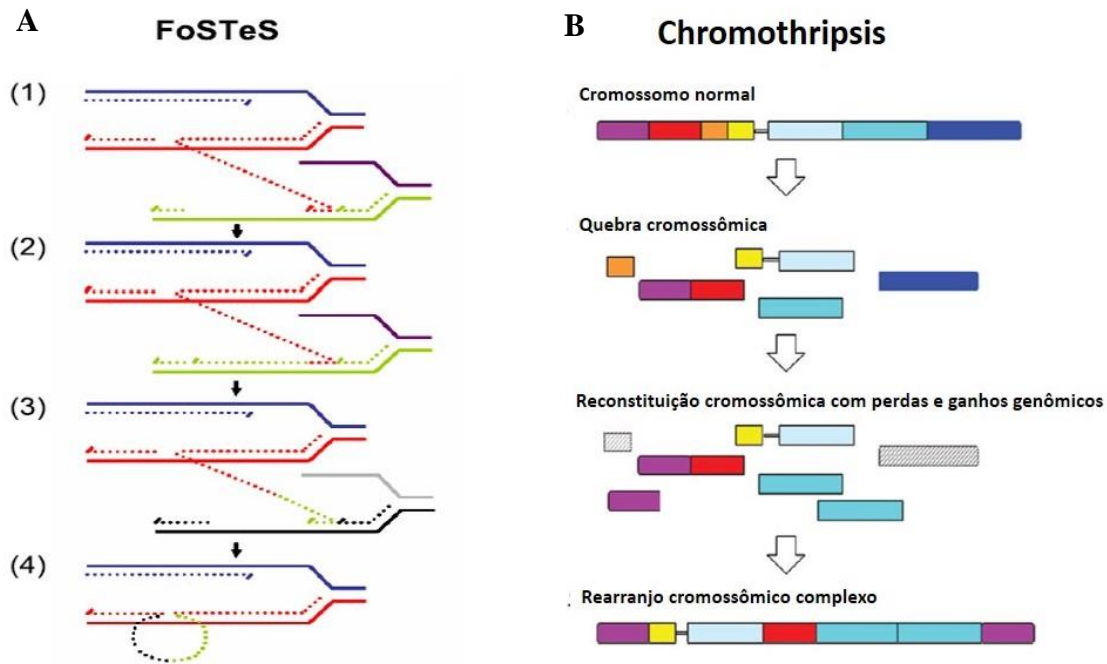 A
FoSTeS
(1)
(2)
(3)
(4)
B
Chromothripsis
Cromossomo normal
Quebra cromossômica
Reconstituição cromossômica com perdas e ganhos genômicos
Rearranjo cromossômico complexo